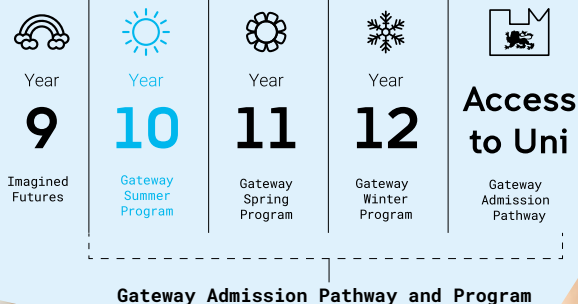 Year
9
Imagined
Futures
Year
10
Gateway
Summer
Program
Year
11
Gateway
Spring
Program
Year
12
Gateway
Winter
Program
Access
to Uni
Gateway
Admission
Pathway
Gateway Admission Pathway and Program